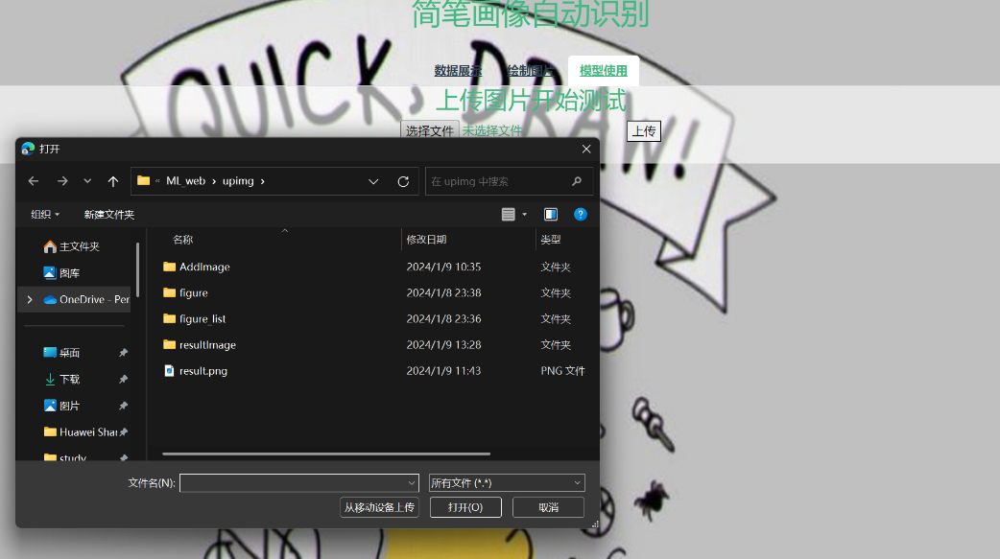 简笔画像自动识别
QUICK, DRAW!
数据展示 绘制图片 模型使用
上传图片开始测试
选择文件 未选择文件 上传
打开
« ML_web › upimg › 在 upimg 中搜索
组织 新建文件夹
主文件夹
图库
OneDrive - Per
桌面
下载
图片
Huawei Shar
study
名称 修改日期 类型
AddImage 2024/1/9 10:35 文件夹
figure 2024/1/8 23:38 文件夹
figure_list 2024/1/8 23:36 文件夹
resultImage 2024/1/9 13:28 文件夹
result.png 2024/1/9 11:43 PNG 文件
文件名(N): 所有文件 (*.*)
从移动设备上传 打开(O) 取消